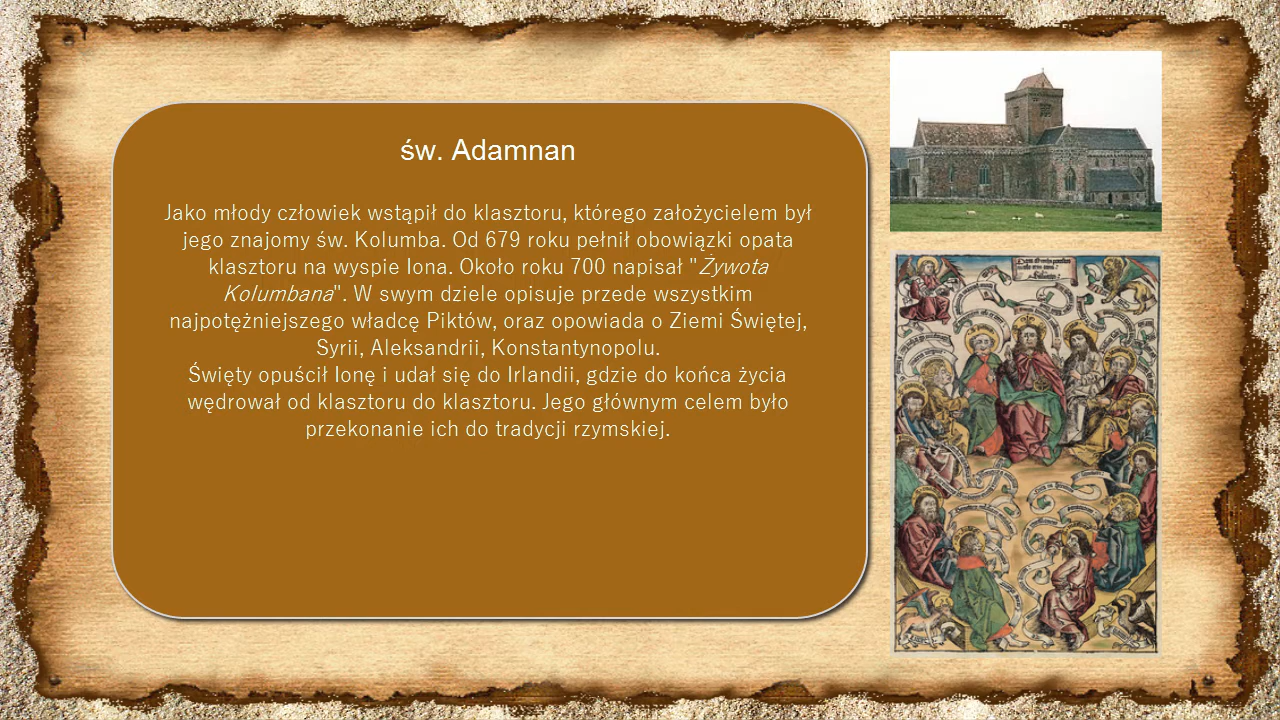 św. Adamnan
Jako młody człowiek wstąpił do klasztoru, którego założycielem był
jego znajomy św. Kolumba. Od 679 roku pełnił obowiązki opata
klasztoru na wyspie Iona. Około roku 700 napisał "Żywota
Kolumbana". W swym dziele opisuje przede wszystkim
najpotężniejszego władcę Piktów, oraz opowiada o Ziemi Świętej,
Syrii, Aleksandrii, Konstantynopolu.
Święty opuścił Ionę i udał się do Irlandii, gdzie do końca życia
wędrował od klasztoru do klasztoru. Jego głównym celem było
przekonanie ich do tradycji rzymskiej.